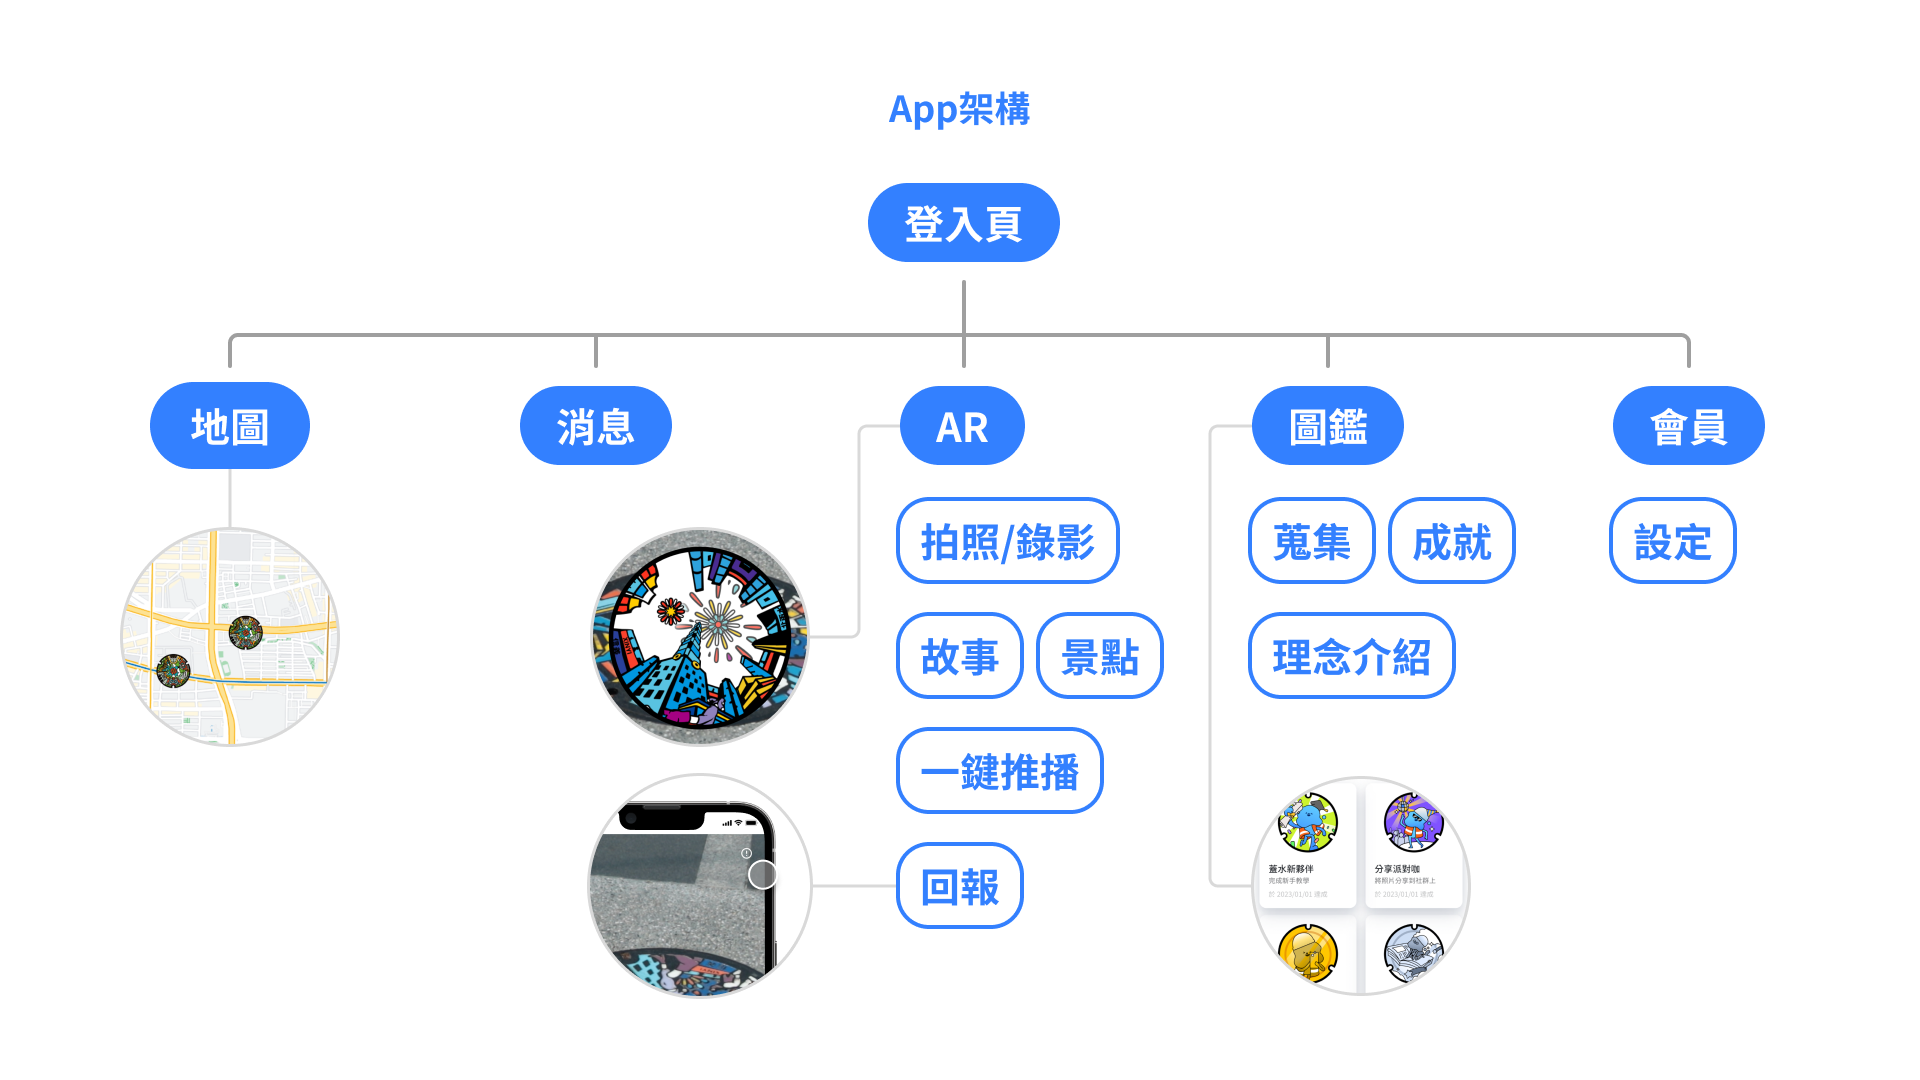 App架構
登入頁
地圖
消息
AR
圖鑑
會員
拍照/錄影
故事
景點
一鍵推播
回報
蒐集
成就
理念介紹
設定
蓋水新夥伴
完成新手教學
於 2023/01/01 達成
分享派對咖
將照片分享到社群上
於 2023/01/01 達成